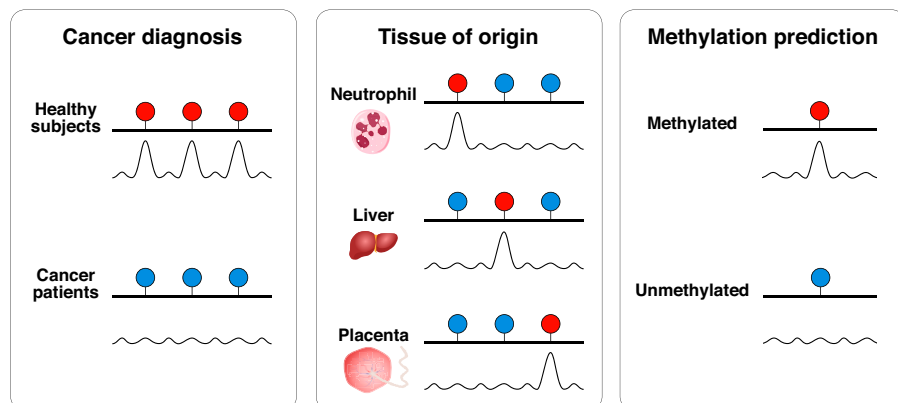 Cancer diagnosis
Healthy
subjects
Cancer
patients
Tissue of origin
Neutrophil
Liver
Placenta
Methylation prediction
Methylated
Unmethylated